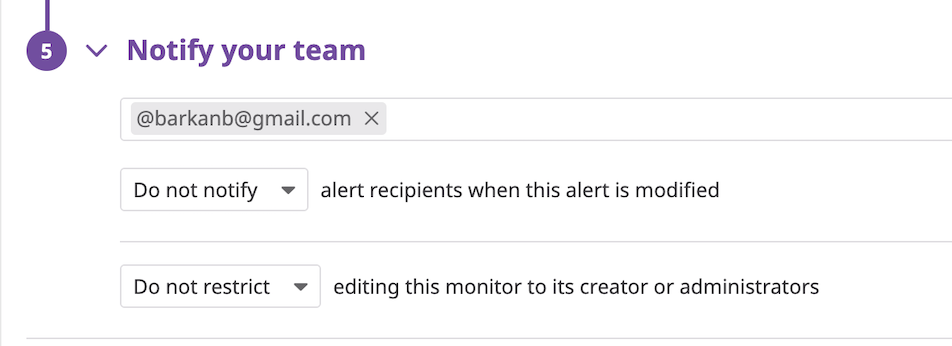 5 Notify your team
@barkanb@gmail.com ×
Do not notify alert recipients when this alert is modified
Do not restrict editing this monitor to its creator or administrators